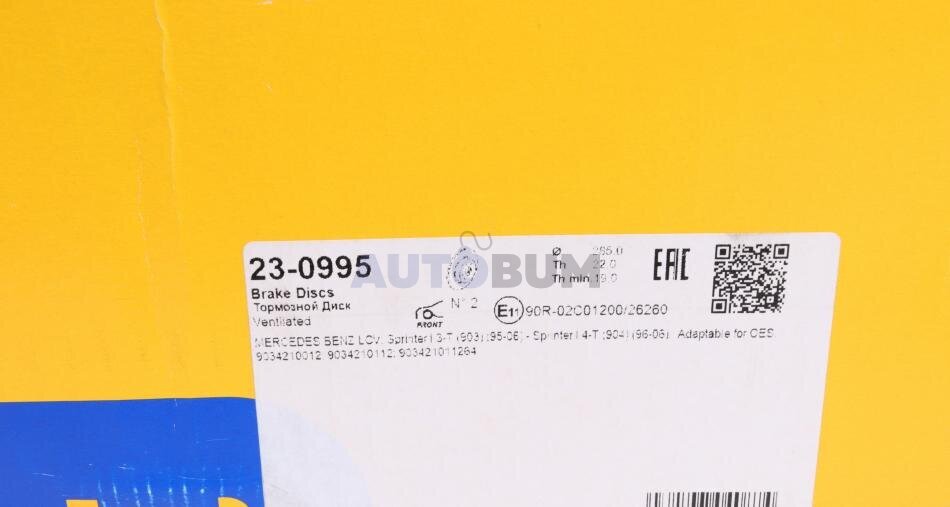 23-0995
Brake Discs
Тормозной Диск
Ventilated
AUTOBUM
FRONT
N° 2
Ø 285.0
Th 22.0
Th min. 19.0
EAC
E11 90R-02C01200/26260
MERCEDES BENZ LCV: Sprinter I 3-T (903) (95-06) - Sprinter I 4-T (904) (96-06) Adaptable for OES:
9034210012; 9034210112; 903421011264